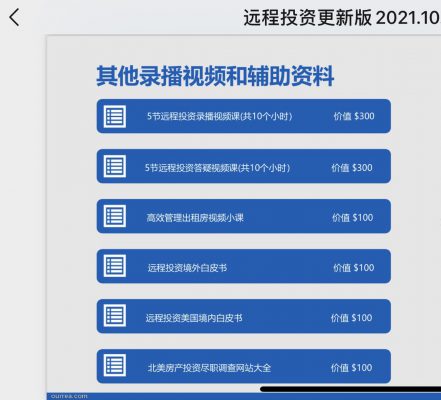 远程投资更新版 2021.10
其他录播视频和辅助资料
5节远程投资录播视频课(共10个小时) 价值 $300
5节远程投资答疑视频课(共10个小时) 价值 $300
高效管理出租房视频小课 价值 $100
远程投资境外白皮书 价值 $100
远程投资美国境内白皮书 价值 $100
北美房产投资尽职调查网站大全 价值 $100
ourrea.com